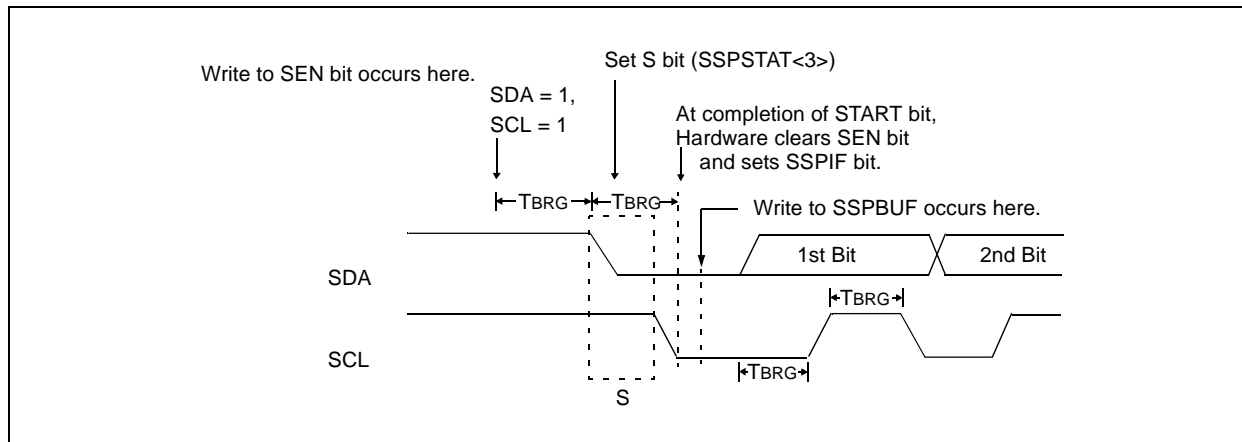 Write to SEN bit occurs here.
Set S bit (SSPSTAT<3>)
SDA = 1,
SCL = 1
At completion of START bit,
Hardware clears SEN bit
and sets SSPIF bit.
TBRG
TBRG
Write to SSPBUF occurs here.
SDA
1st Bit
2nd Bit
TBRG
SCL
TBRG
S